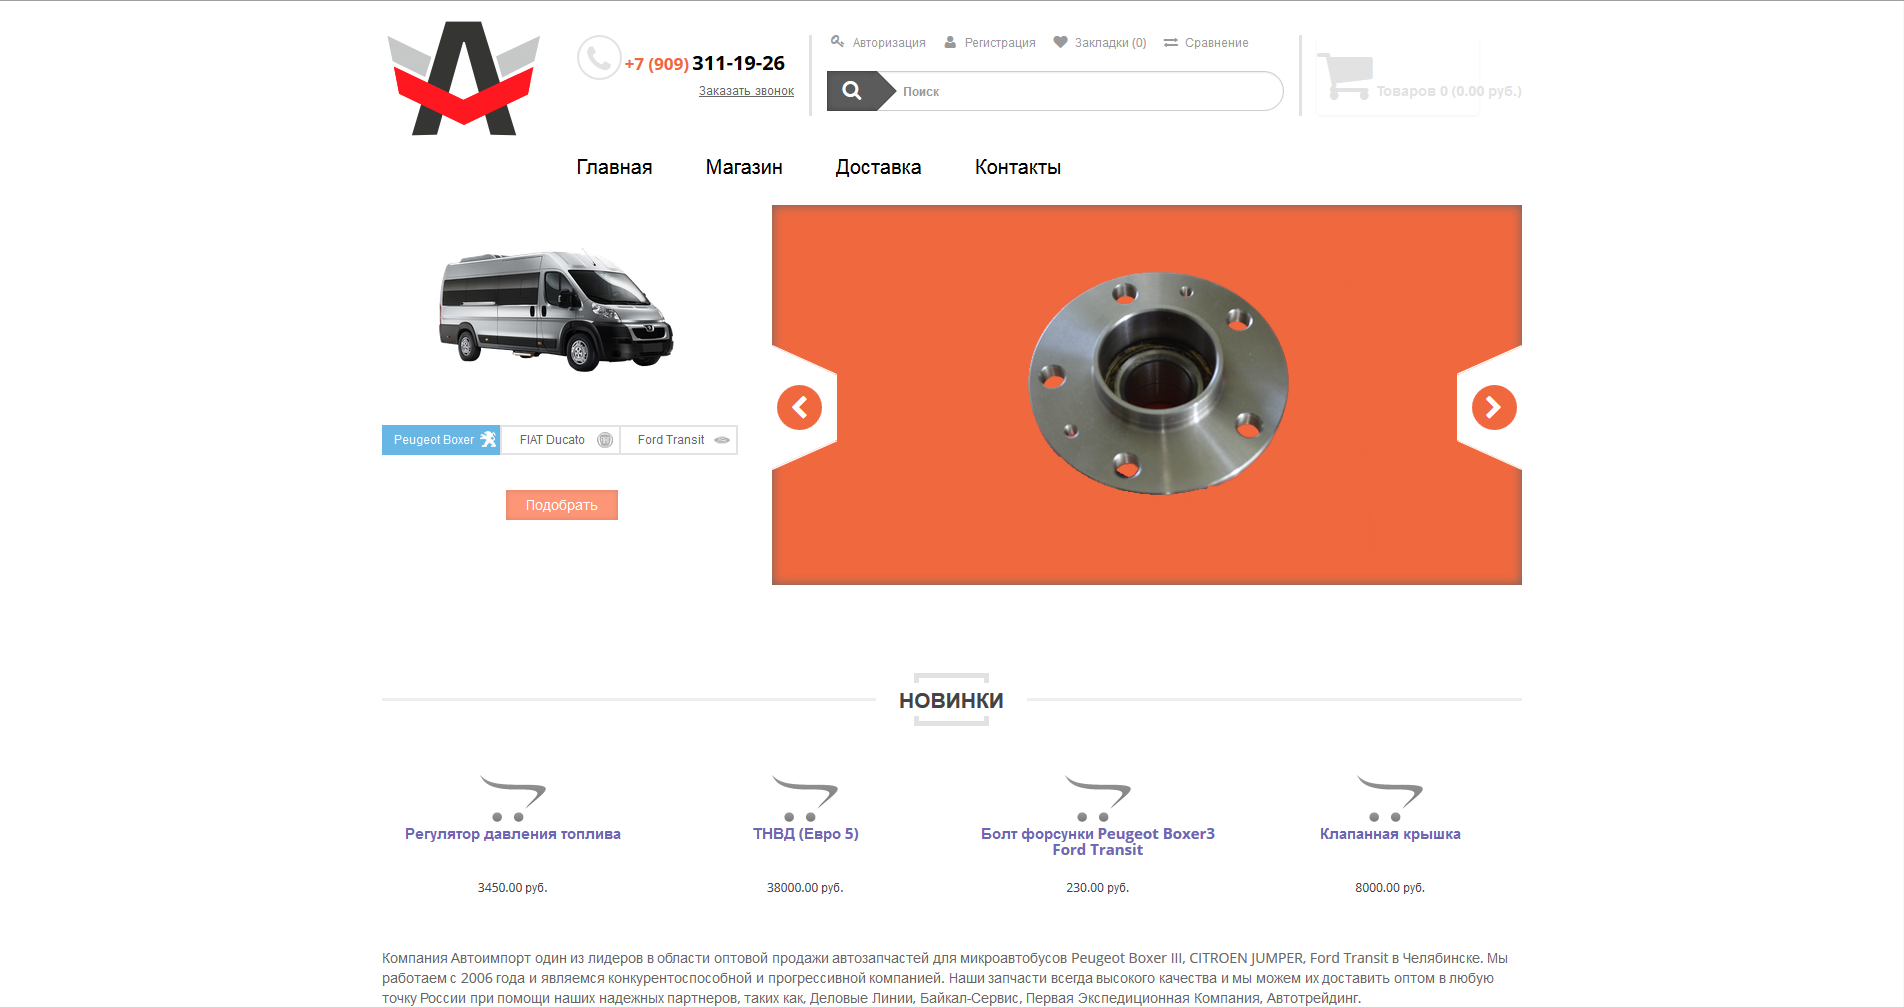 +7 (909) 311-19-26
Заказать звонок
Авторизация Регистрация Закладки (0) Сравнение
Поиск
Товаров 0 (0.00 руб.)
Главная Магазин Доставка Контакты
Peugeot Boxer FIAT Ducato Ford Transit
Подобрать
НОВИНКИ
Регулятор давления топлива
3450.00 руб.
ТНВД (Евро 5)
38000.00 руб.
Болт форсунки Peugeot Boxer3
Ford Transit
230.00 руб.
Клапанная крышка
8000.00 руб.
Компания Автоимпорт один из лидеров в области оптовой продажи автозапчастей для микроавтобусов Peugeot Boxer III, CITROEN JUMPER, Ford Transit в Челябинске. Мы
работаем с 2006 года и являемся конкурентоспособной и прогрессивной компанией. Наши запчасти всегда высокого качества и мы можем их доставить оптом в любую
точку России при помощи наших надежных партнеров, таких как, Деловые Линии, Байкал-Сервис, Первая Экспедиционная Компания, Автотрейдинг.